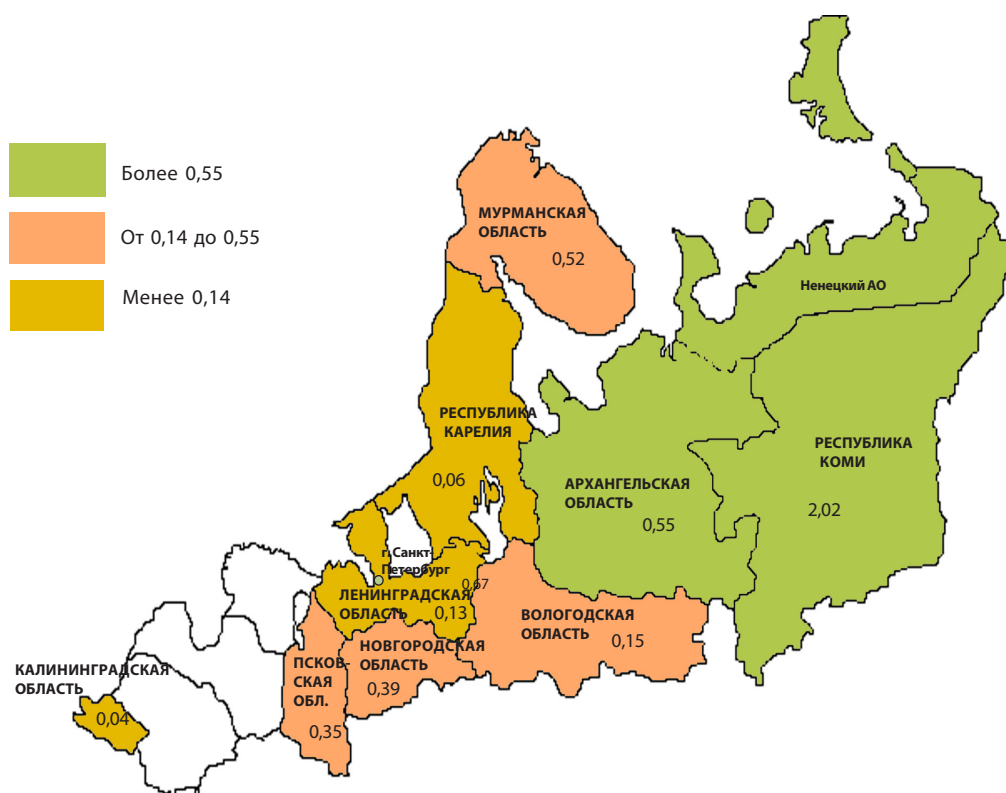 Более 0,55
От 0,14 до 0,55
Менее 0,14
МУРМАНСКАЯ
ОБЛАСТЬ
0,52
Ненецкий АО
РЕСПУБЛИКА
КАРЕЛИЯ
0,06
РЕСПУБЛИКА
КОМИ
2,02
АРХАНГЕЛЬСКАЯ
ОБЛАСТЬ
0,55
г. Санкт-
Петербург
0,67
ЛЕНИНГРАДСКАЯ
ОБЛАСТЬ
0,13
ВОЛОГОДСКАЯ
ОБЛАСТЬ
0,15
НОВГОРОДСКАЯ
ОБЛАСТЬ
0,39
ПСКОВ-
СКАЯ
ОБЛ.
0,35
КАЛИНИНГРАДСКАЯ
ОБЛАСТЬ
0,04